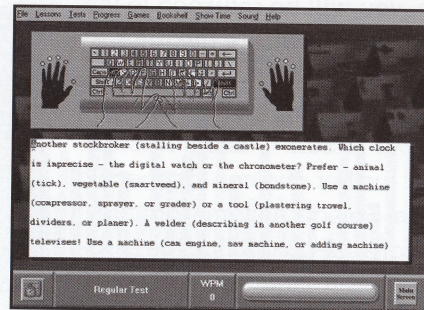 File Lessons Tests Progress Games Bookshelf Show Time Sound Help
Another stockbroker (stalling beside a castle) exonerates. Which clock
is imprecise - the digital watch or the chronometer? Prefer - animal
(tick), vegetable (smartweed), and mineral (bondstone). Use a machine
(compressor, sprayer, or grader) or a tool (plastering trowel,
dividers, or planer). A welder (describing in another golf course)
televises! Use a machine (cam engine, saw machine, or adding machine)
Regular Test
WPM
0
Main
Screen